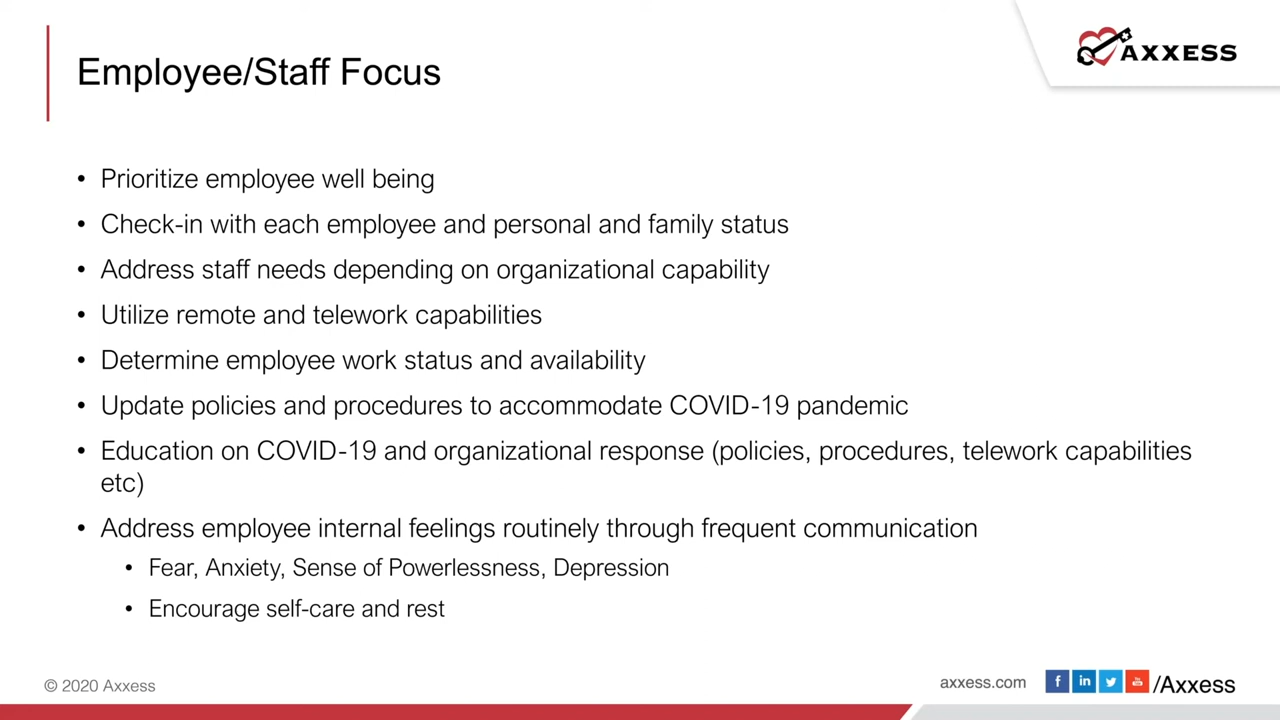 AXXESS
Employee/Staff Focus
• Prioritize employee well being
• Check-in with each employee and personal and family status
• Address staff needs depending on organizational capability
• Utilize remote and telework capabilities
• Determine employee work status and availability
• Update policies and procedures to accommodate COVID-19 pandemic
• Education on COVID-19 and organizational response (policies, procedures, telework capabilities
etc)
• Address employee internal feelings routinely through frequent communication
• Fear, Anxiety, Sense of Powerlessness, Depression
• Encourage self-care and rest
© 2020 Axxess
axxess.com f in You Tube /Axxess